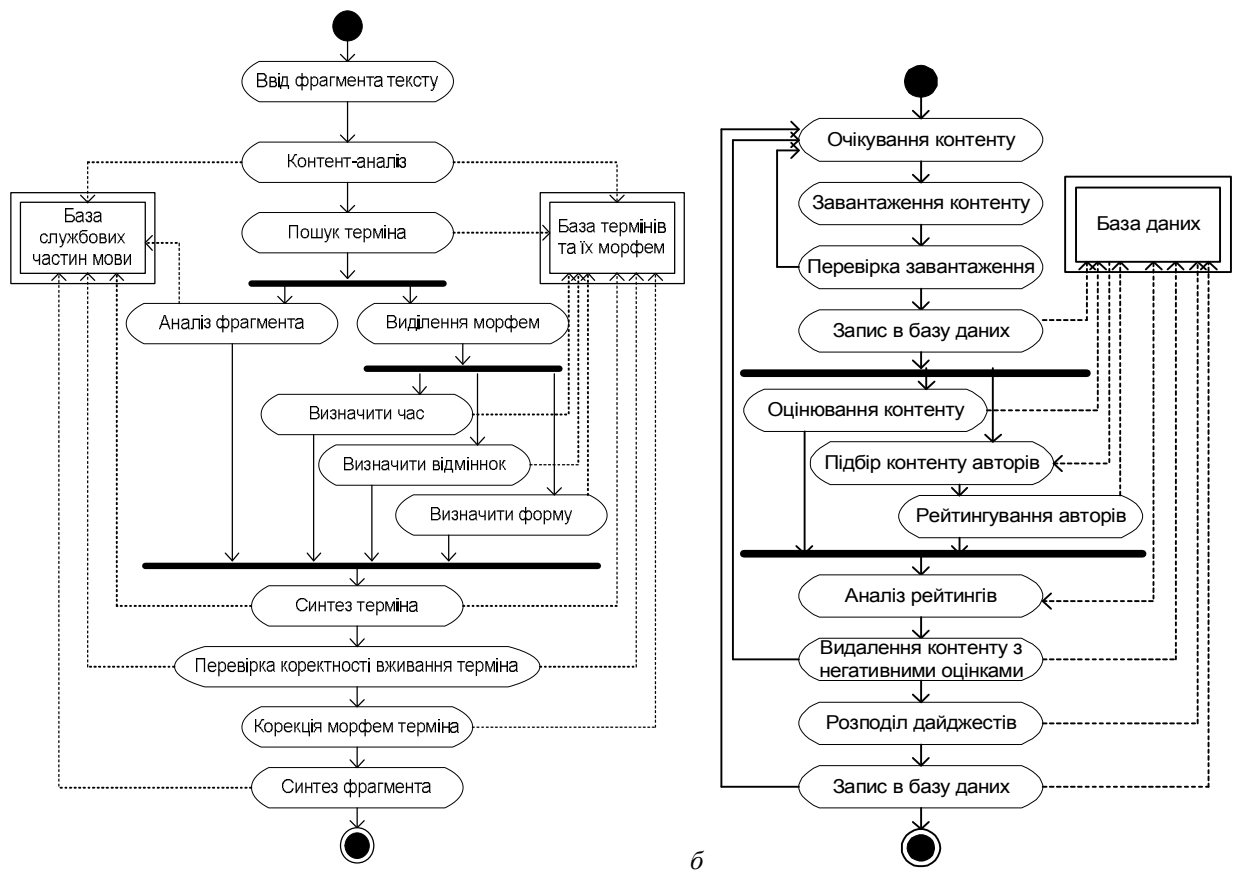 Ввід фрагмента тексту
Контент-аналіз
База
службових
частин мови
Пошук терміна
База термінів
та їх морфем
Аналіз фрагмента
Виділення морфем
Визначити час
Визначити відміннок
Визначити форму
Синтез терміна
Перевірка коректності вживання терміна
Корекція морфем терміна
Синтез фрагмента
б
Очікування контенту
Завантаження контенту
База даних
Перевірка завантаження
Запис в базу даних
Оцінювання контенту
Підбір контенту авторів
Рейтингування авторів
Аналіз рейтингів
Видалення контенту з
негативними оцінками
Розподіл дайджестів
Запис в базу даних